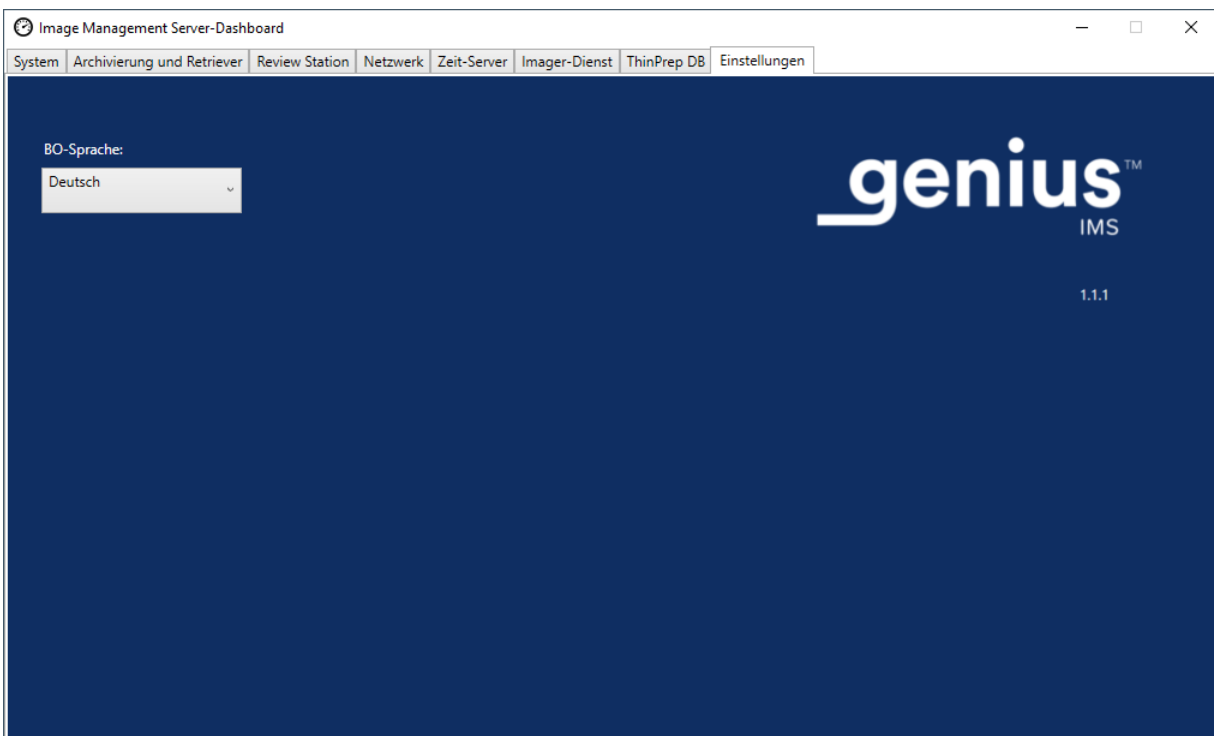 Image Management Server-Dashboard
System Archivierung und Retriever Review Station Netzwerk Zeit-Server Imager-Dienst ThinPrep DB Einstellungen
BO-Sprache:
Deutsch
genius™
IMS
1.1.1